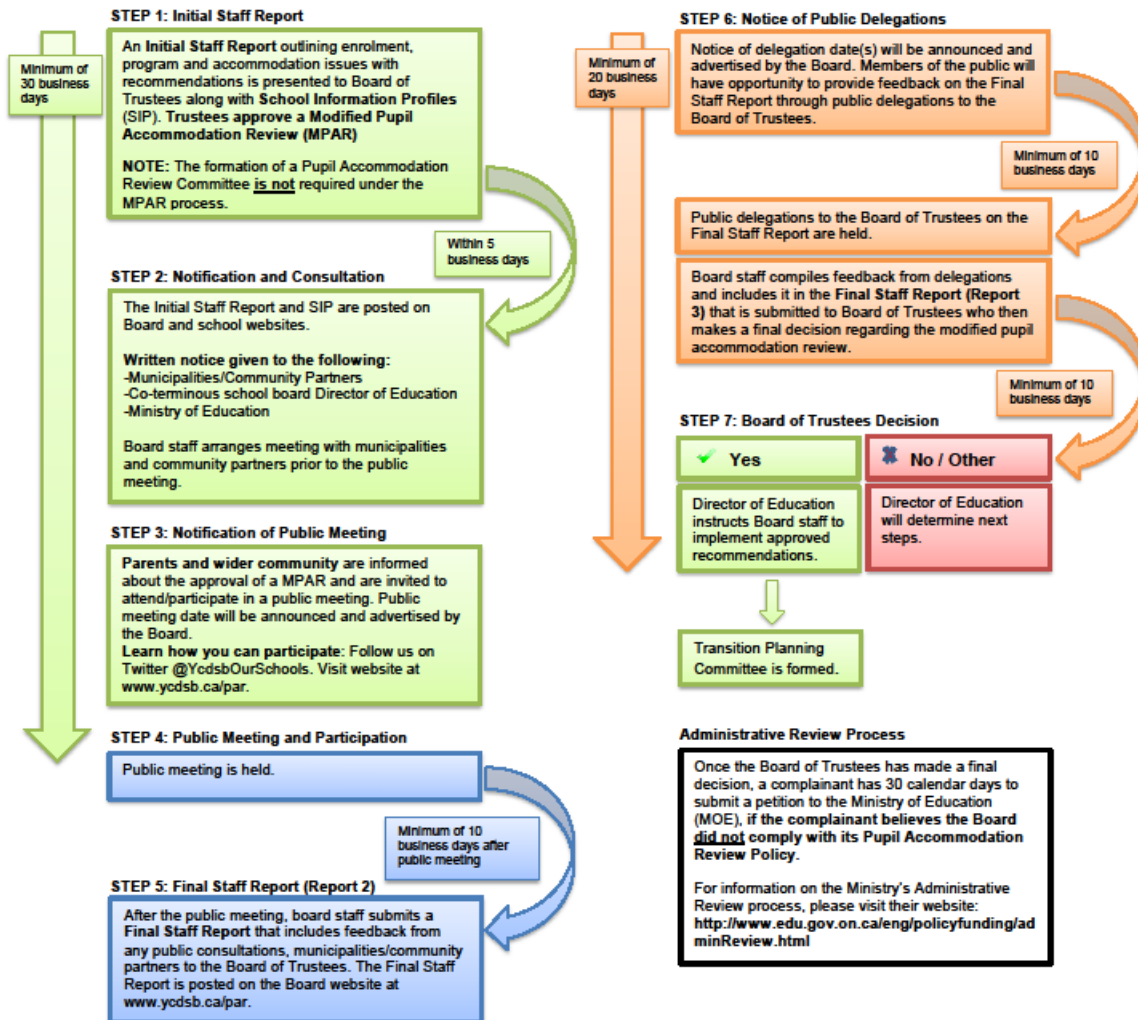 STEP 1: Initial Staff Report
Minimum of
30 business
days
An Initial Staff Report outlining enrolment,
program and accommodation issues with
recommendations is presented to Board of
Trustees along with School Information Profiles
(SIP). Trustees approve a Modified Pupil
Accommodation Review (MPAR)
NOTE: The formation of a Pupil Accommodation
Review Committee is not required under the
MPAR process.
Within 5
business days
STEP 2: Notification and Consultation
The Initial Staff Report and SIP are posted on
Board and school websites.
Written notice given to the following:
-Municipalities/Community Partners
-Co-terminous school board Director of Education
-Ministry of Education
Board staff arranges meeting with municipalities
and community partners prior to the public
meeting.
STEP 3: Notification of Public Meeting
Parents and wider community are informed
about the approval of a MPAR and are invited to
attend/participate in a public meeting. Public
meeting date will be announced and advertised by
the Board.
Learn how you can participate: Follow us on
Twitter @YcdsbOurSchools. Visit website at
www.ycdsb.ca/par.
STEP 4: Public Meeting and Participation
Public meeting is held.
Minimum of 10
business days after
public meeting
STEP 5: Final Staff Report (Report 2)
After the public meeting, board staff submits a
Final Staff Report that includes feedback from
any public consultations, municipalities/community
partners to the Board of Trustees. The Final Staff
Report is posted on the Board website at
www.ycdsb.ca/par.
STEP 6: Notice of Public Delegations
Minimum of
20 business
days
Notice of delegation date(s) will be announced and
advertised by the Board. Members of the public will
have opportunity to provide feedback on the Final
Staff Report through public delegations to the
Board of Trustees.
Minimum of 10
business days
Public delegations to the Board of Trustees on the
Final Staff Report are held.
Board staff compiles feedback from delegations
and includes it in the Final Staff Report (Report
3) that is submitted to Board of Trustees who then
makes a final decision regarding the modified pupil
accommodation review.
Minimum of 10
business days
STEP 7: Board of Trustees Decision
Yes
No / Other
Director of Education
instructs Board staff to
implement approved
recommendations.
Director of Education
will determine next
steps.
Transition Planning
Committee is formed.
Administrative Review Process
Once the Board of Trustees has made a final
decision, a complainant has 30 calendar days to
submit a petition to the Ministry of Education
(MOE), if the complainant believes the Board
did not comply with its Pupil Accommodation
Review Policy.
For information on the Ministry's Administrative
Review process, please visit their website:
http://www.edu.gov.on.ca/eng/policyfunding/ad
minReview.html